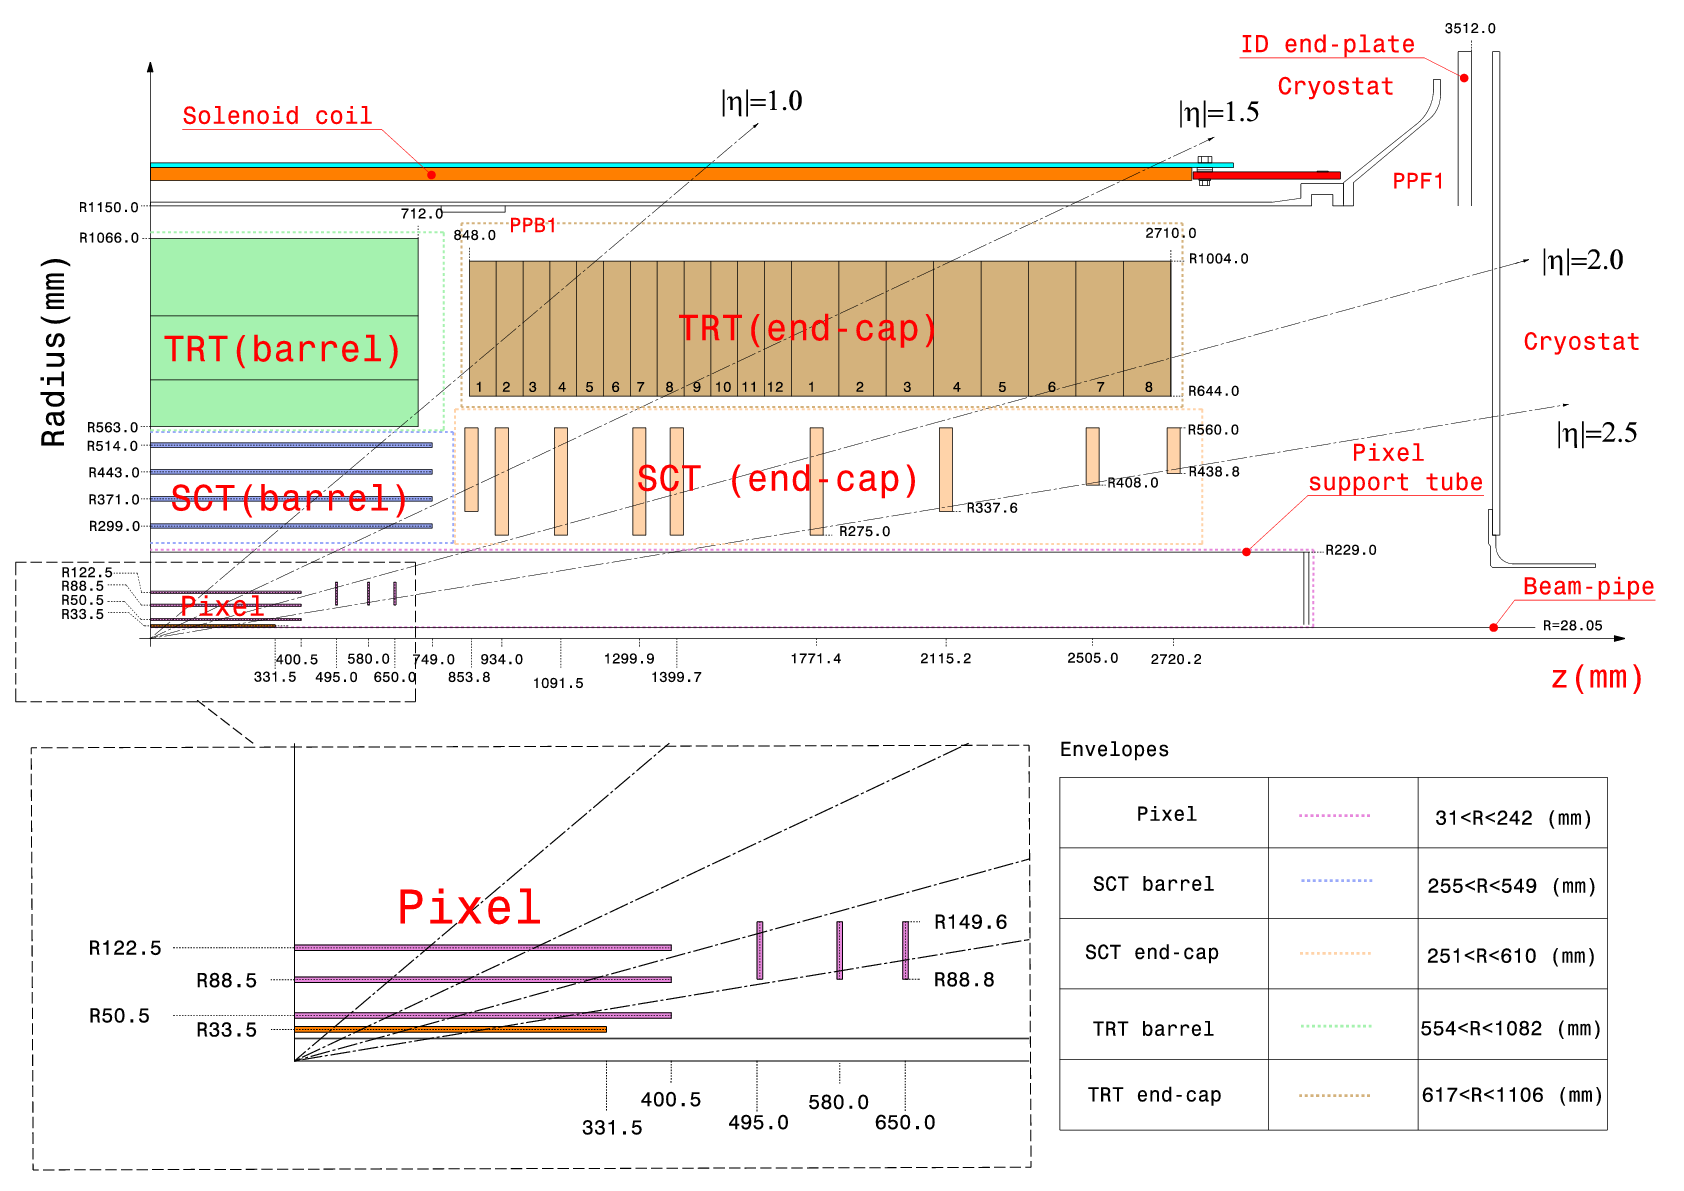 3512.0
ID end-plate
Cryostat
|η|=1.0
|η|=1.5
Solenoid coil
PPF1
R1150.0
712.0
PPB1
R1066.0
848.0
2710.0
R1004.0
|η|=2.0
Radius(mm)
TRT(barrel)
TRT(end-cap)
Cryostat
1 2 3 4 5 6 7 8 9 10 11 12 1 2 3 4 5 6 7 8
R644.0
R563.0
R560.0
|η|=2.5
R514.0
R443.0
SCT(barrel)
SCT (end-cap)
R438.8
Pixel
support tube
R408.0
R371.0
R337.6
R299.0
R275.0
R229.0
R122.5
R88.5
R50.5
R33.5
Pixel
Beam-pipe
R=28.05
400.5 580.0 749.0 934.0 1299.9 1771.4 2115.2 2505.0 2720.2
331.5 495.0 650.0 853.8 1091.5 1399.7
z(mm)
Pixel
R122.5
R88.5
R50.5
R33.5
R149.6
R88.8
400.5 580.0
331.5 495.0 650.0
Envelopes
Pixel 31<R<242 (mm)
SCT barrel 255<R<549 (mm)
SCT end-cap 251<R<610 (mm)
TRT barrel 554<R<1082 (mm)
TRT end-cap 617<R<1106 (mm)